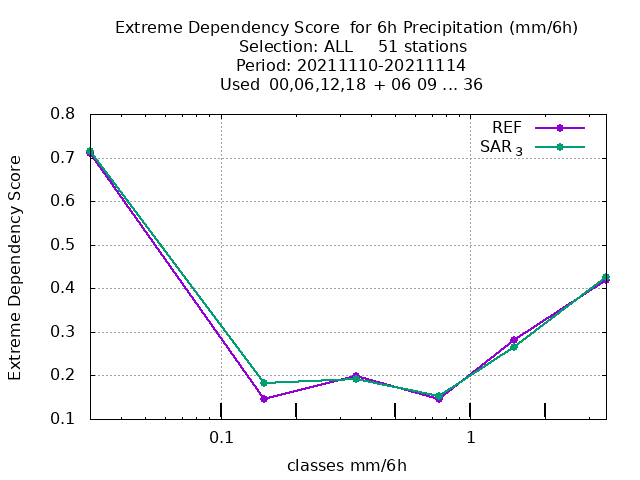 Extreme Dependency Score  for 6h Precipitation (mm/6h)
Selection: ALL     51 stations
Period: 20211110-20211114
Used  00,06,12,18  + 06 09 ... 36
REF
SAR 3
0.8
0.7
0.6
0.5
0.4
0.3
0.2
0.1
Extreme Dependency Score
0.1
1
classes mm/6h